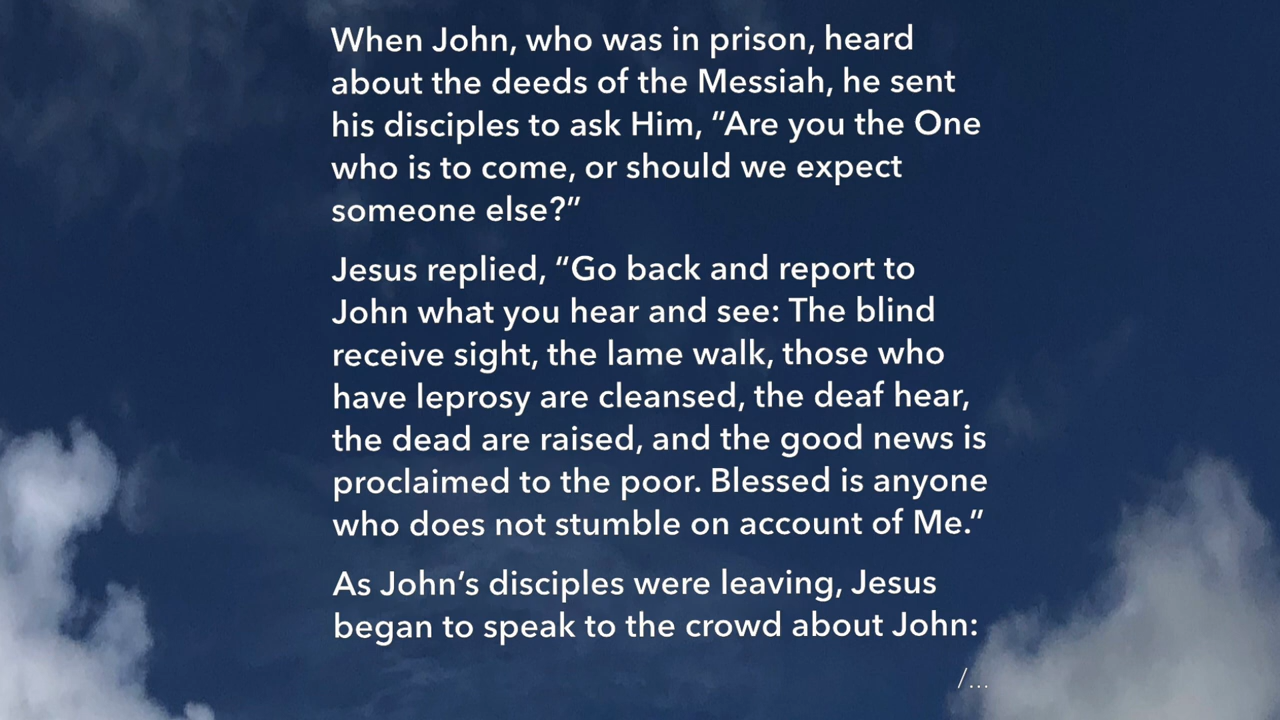 When John, who was in prison, heard
about the deeds of the Messiah, he sent
his disciples to ask Him, “Are you the One
who is to come, or should we expect
someone else?”
Jesus replied, “Go back and report to
John what you hear and see: The blind
receive sight, the lame walk, those who
have leprosy are cleansed, the deaf hear,
the dead are raised, and the good news is
proclaimed to the poor. Blessed is anyone
who does not stumble on account of Me.”
As John’s disciples were leaving, Jesus
began to speak to the crowd about John:
/...